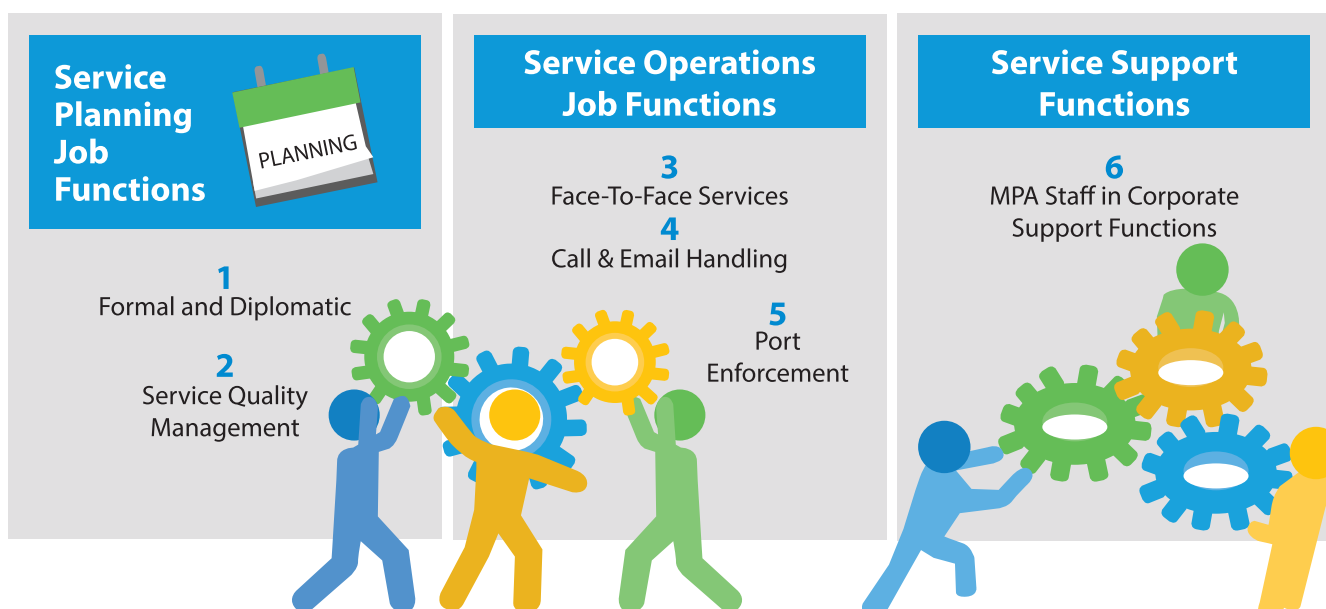 Service
Planning
Job
Functions
PLANNING
1
Formal and Diplomatic
2
Service Quality
Management
Service Operations
Job Functions
3
Face-To-Face Services
4
Call & Email Handling
5
Port
Enforcement
Service Support
Functions
6
MPA Staff in Corporate
Support Functions